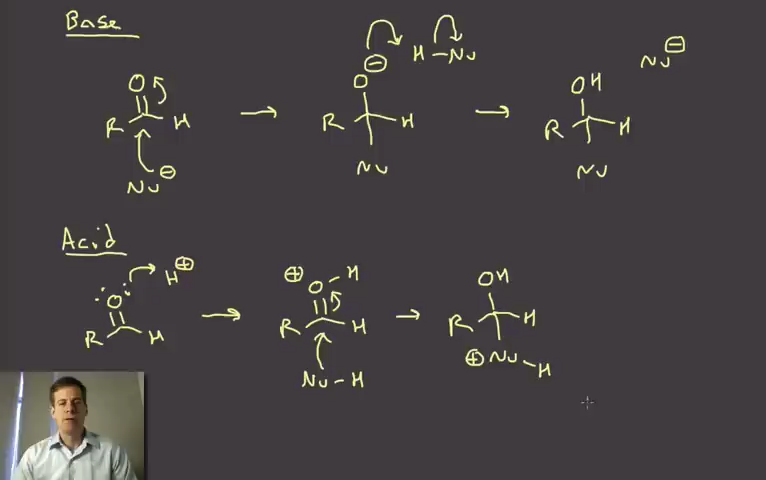 Base
H-Nu
Nu⊖
O ⊖ OH
O
R H R H R H
Nu⊖ Nu Nu
Acid
H⊕ ⊕ O-H OH
:O:
R H R H R H
Nu-H ⊕Nu-H